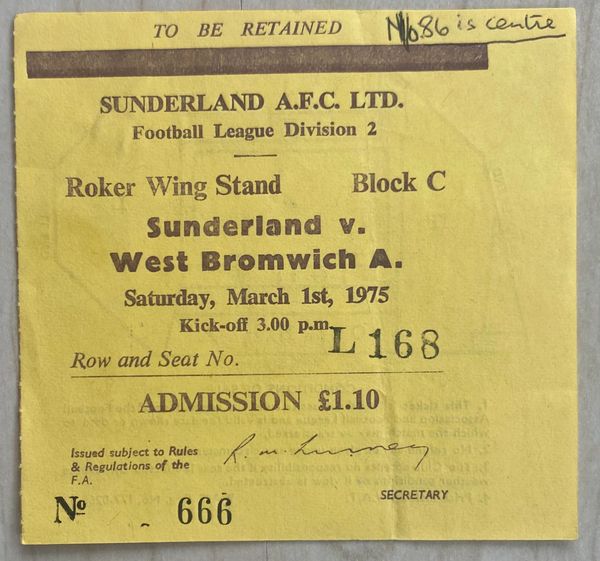 TO BE RETAINED
No86 is centre
SUNDERLAND A.F.C. LTD.
Football League Division 2
Roker Wing Stand Block C
Sunderland v.
West Bromwich A.
Saturday, March 1st, 1975
Kick-off 3.00 p.m.
Row and Seat No. L 168
ADMISSION £1.10
Issued subject to Rules
& Regulations of the
F.A.
SECRETARY
No 666